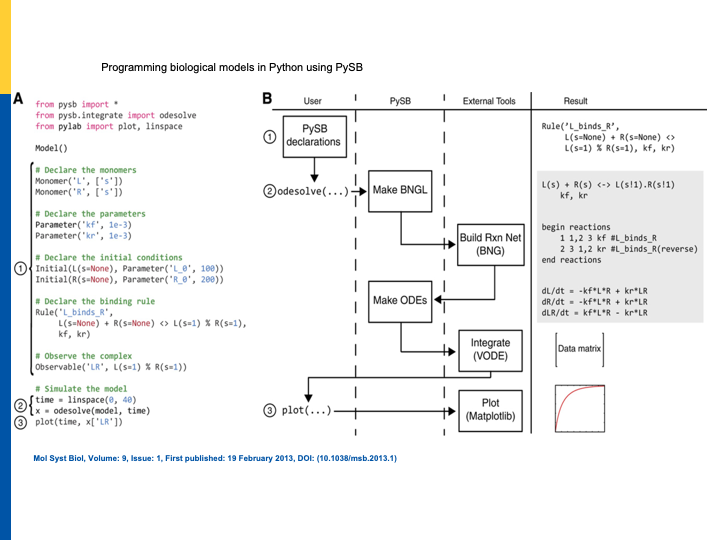 Programming biological models in Python using PySB
A
from pysb import *
from pysb.integrate import odesolve
from pylab import plot, linspace
Model()
# Declare the monomers
Monomer('L', ['s'])
Monomer('R', ['s'])
# Declare the parameters
Parameter('kf', 1e-3)
Parameter('kr', 1e-3)
# Declare the initial conditions
1
Initial(L(s=None), Parameter('L_0', 100))
Initial(R(s=None), Parameter('R_0', 200))
# Declare the binding rule
Rule('L_binds_R',
L(s=None) + R(s=None) <> L(s=1) % R(s=1),
kf, kr)
# Observe the complex
Observable('LR', L(s=1) % R(s=1))
# Simulate the model
2
time = linspace(0, 40)
x = odesolve(model, time)
3 plot(time, x['LR'])
B
User
PySB
External Tools
Result
1
PySB
declarations
2 odesolve(...)
Make BNGL
Build Rxn Net
(BNG)
Make ODEs
Integrate
(VODE)
3 plot(...)
Plot
(Matplotlib)
Rule('L_binds_R',
L(s=None) + R(s=None) <>
L(s=1) % R(s=1), kf, kr)
L(s) + R(s) <-> L(s!1).R(s!1)
kf, kr
begin reactions
1 1,2 3 kf #L_binds_R
2 3 1,2 kr #L_binds_R(reverse)
end reactions
dL/dt = -kf*L*R + kr*LR
dR/dt = -kf*L*R + kr*LR
dLR/dt = kf*L*R - kr*LR
Data matrix
Mol Syst Biol, Volume: 9, Issue: 1, First published: 19 February 2013, DOI: (10.1038/msb.2013.1)